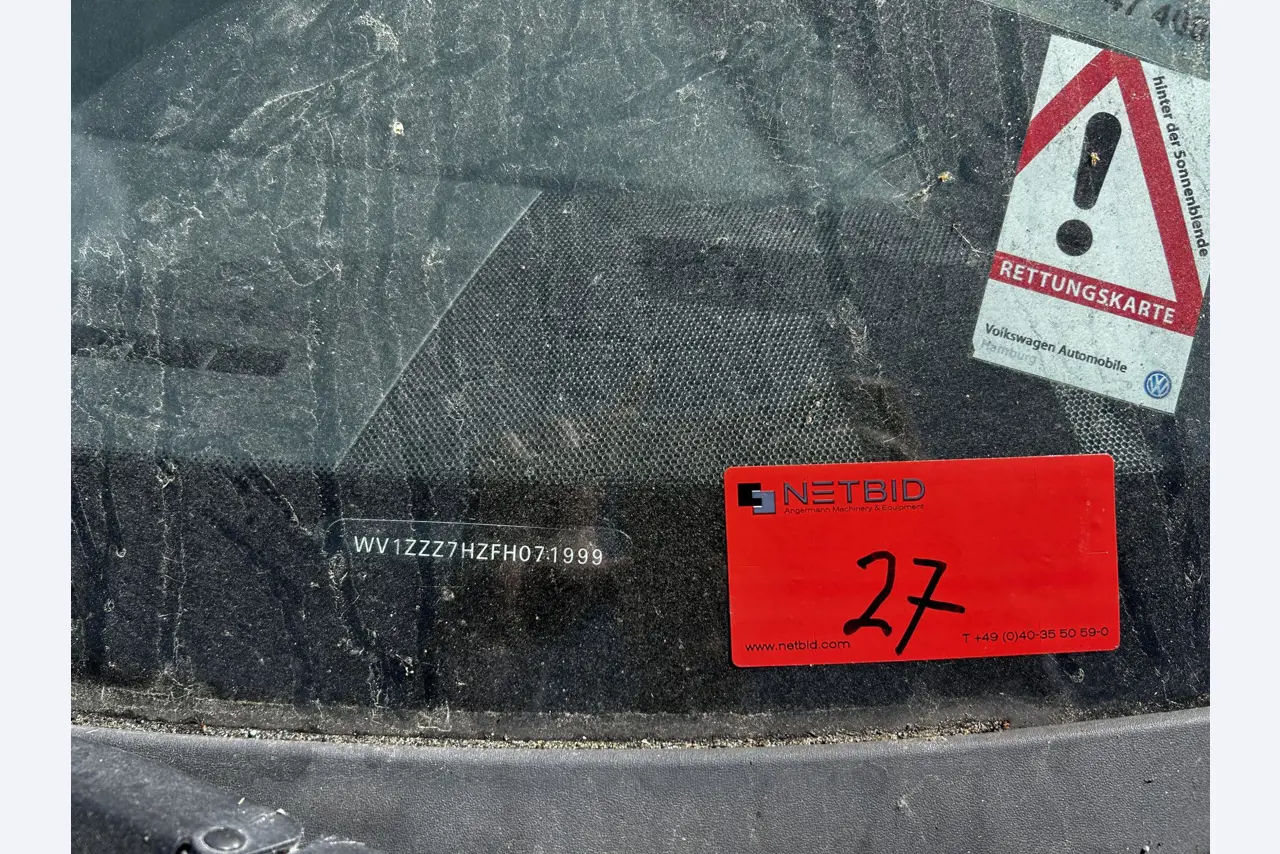 hinter der Sonnenblende
RETTUNGSKARTE
Volkswagen Automobile
Hamburg
NETBID
Angermann Machinery & Equipment
WV1ZZZ7HZFH071999
27
www.netbid.com
T +49 (0)40-35 50 59-0